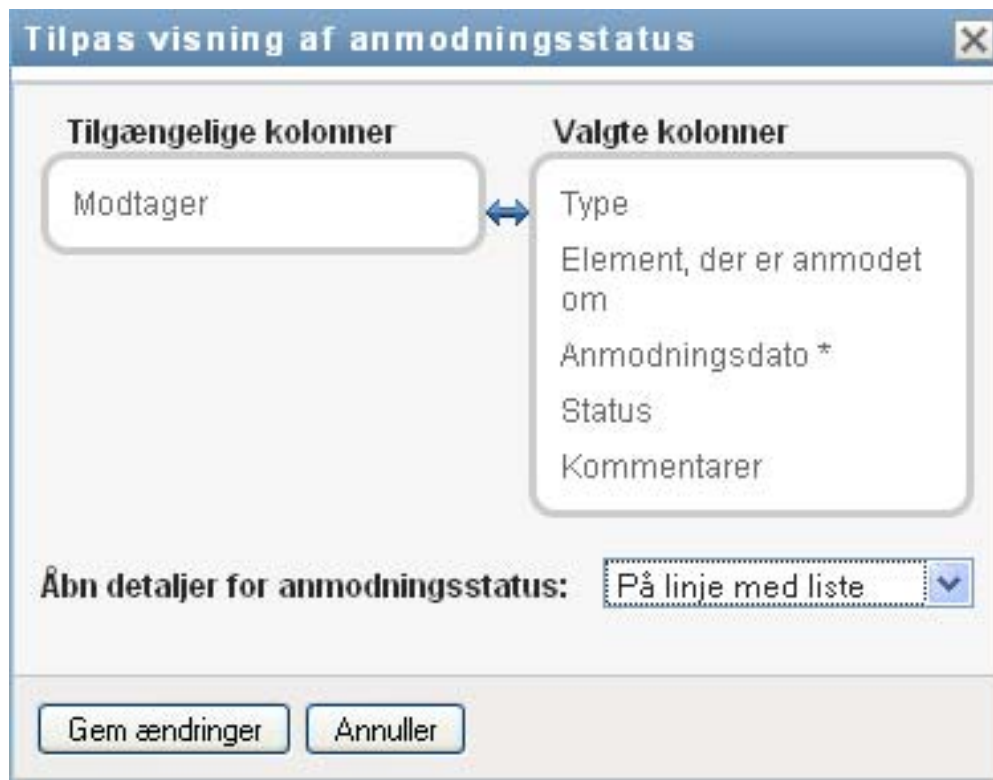 Tilpas visning af anmodningsstatus
Tilgængelige kolonner
Modtager
Valgte kolonner
Type
Element, der er anmodet
om
Anmodningsdato *
Status
Kommentarer
Åbn detaljer for anmodningsstatus: På linje med liste
Gem ændringer Annuller